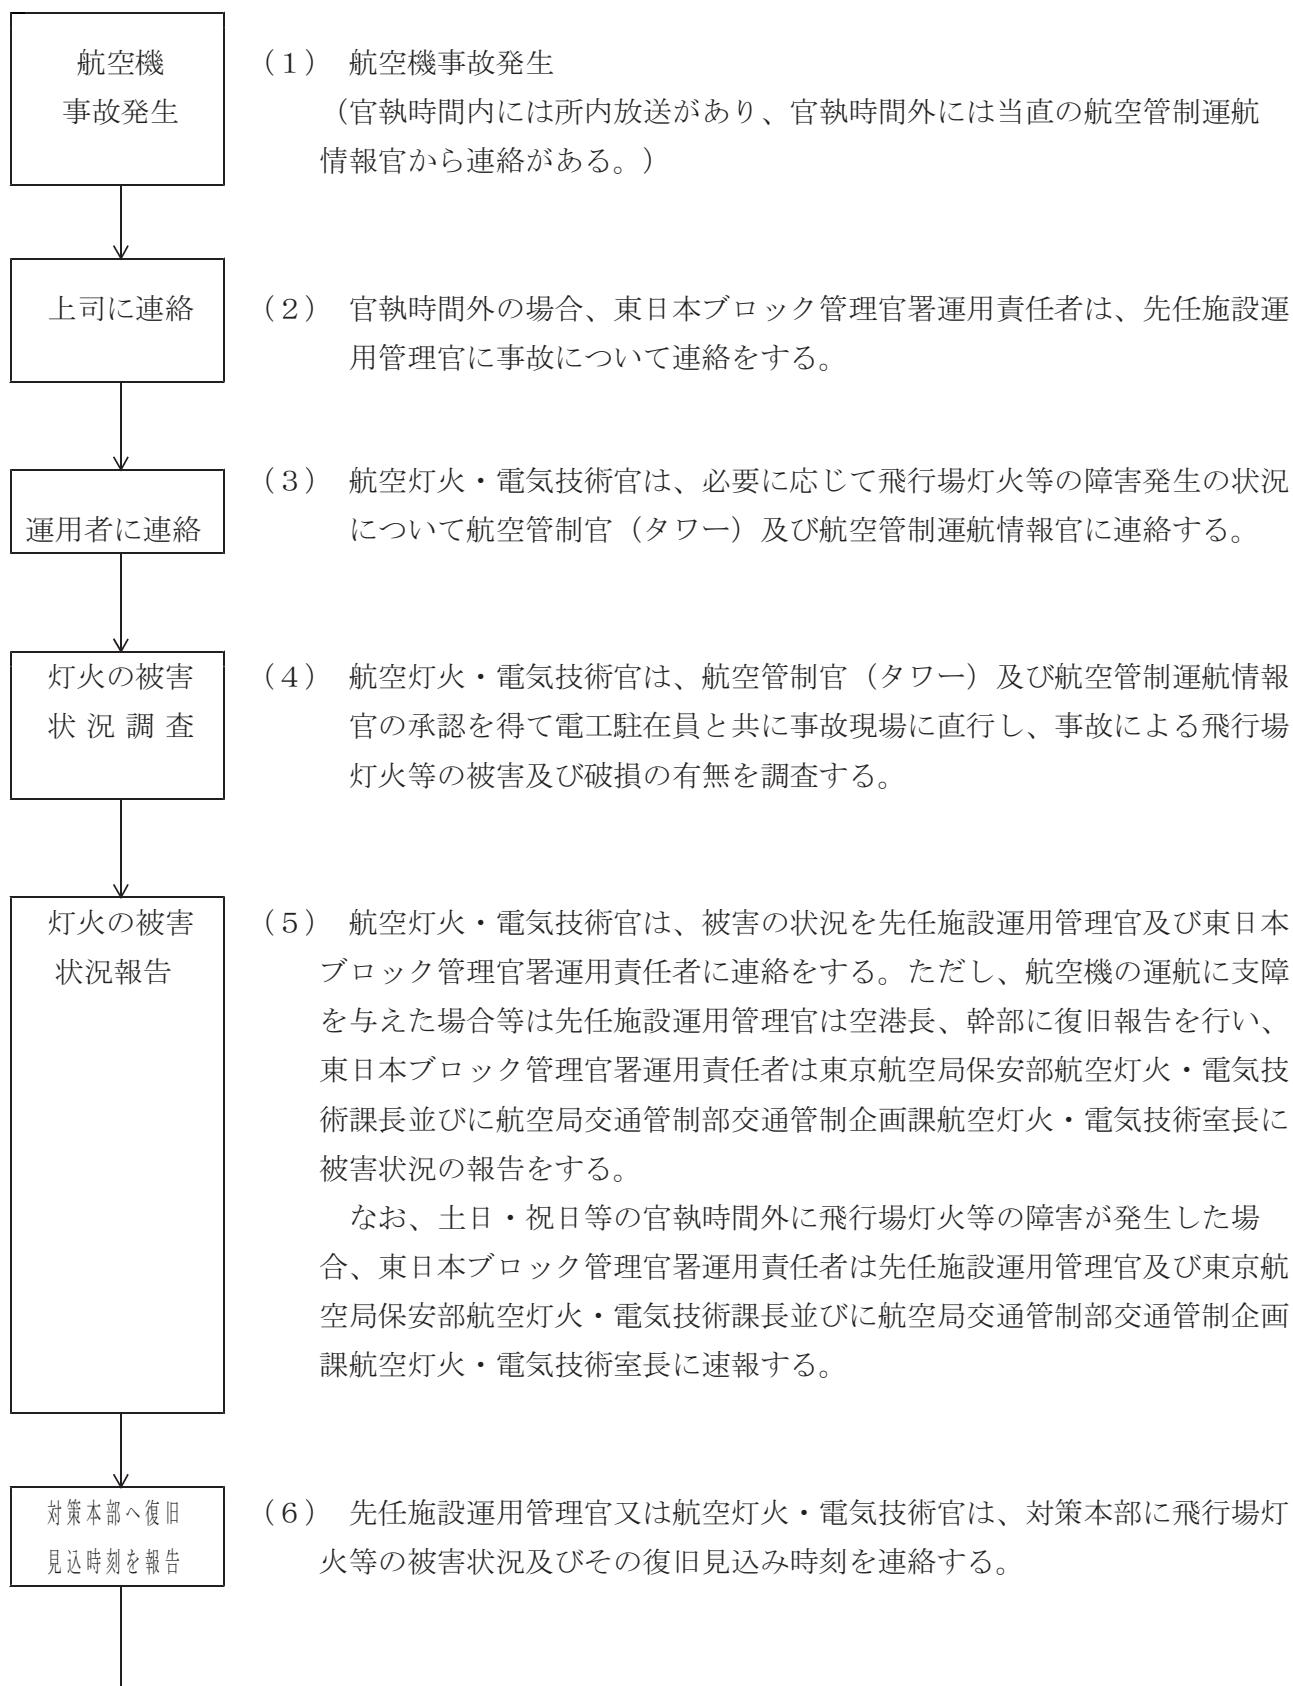 航空機
事故発生
（１） 航空機事故発生
（官執時間内には所内放送があり、官執時間外には当直の航空管制運航
情報官から連絡がある。）
上司に連絡
（２） 官執時間外の場合、東日本ブロック管理官署運用責任者は、先任施設運
用管理官に事故について連絡をする。
運用者に連絡
（３） 航空灯火・電気技術官は、必要に応じて飛行場灯火等の障害発生の状況
について航空管制官（タワー）及び航空管制運航情報官に連絡する。
灯火の被害
状 況 調 査
（４） 航空灯火・電気技術官は、航空管制官（タワー）及び航空管制運航情報
官の承認を得て電工駐在員と共に事故現場に直行し、事故による飛行場
灯火等の被害及び破損の有無を調査する。
灯火の被害
状況報告
（５） 航空灯火・電気技術官は、被害の状況を先任施設運用管理官及び東日本
ブロック管理官署運用責任者に連絡をする。ただし、航空機の運航に支障
を与えた場合等は先任施設運用管理官は空港長、幹部に復旧報告を行い、
東日本ブロック管理官署運用責任者は東京航空局保安部航空灯火・電気技
術課長並びに航空局交通管制部交通管制企画課航空灯火・電気技術室長に
被害状況の報告をする。
なお、土日・祝日等の官執時間外に飛行場灯火等の障害が発生した場
合、東日本ブロック管理官署運用責任者は先任施設運用管理官及び東京航
空局保安部航空灯火・電気技術課長並びに航空局交通管制部交通管制企画
課航空灯火・電気技術室長に速報する。
対策本部へ復旧
見込時刻を報告
（６） 先任施設運用管理官又は航空灯火・電気技術官は、対策本部に飛行場灯
火等の被害状況及びその復旧見込み時刻を連絡する。